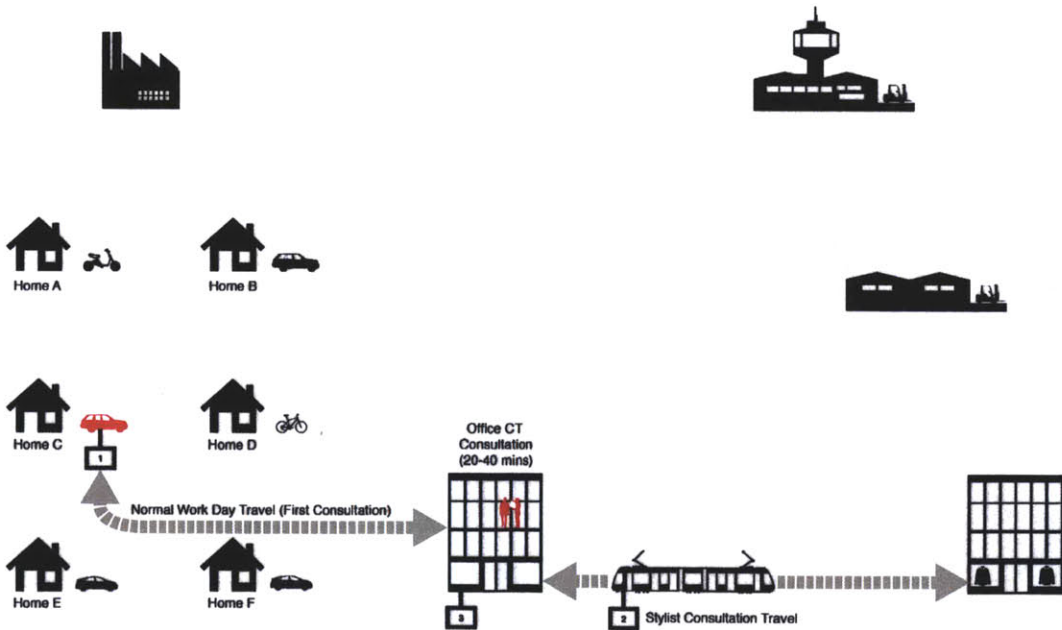 Home A
Home B
Home C
Home D
Office CT
Consultation
(20-40 mins)
1
Normal Work Day Travel (First Consultation)
Home E
Home F
3
2
Stylist Consultation Travel